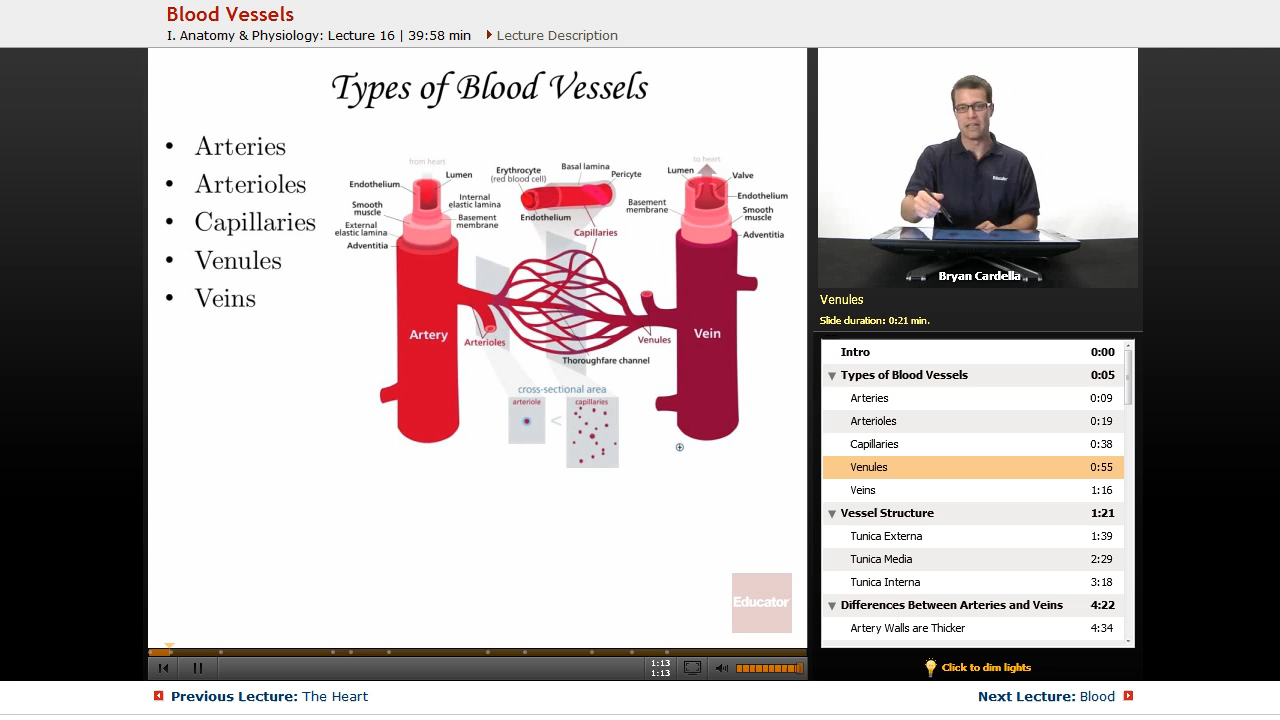 Blood Vessels
I. Anatomy & Physiology: Lecture 16 | 39:58 min Lecture Description
Types of Blood Vessels
• Arteries
• Arterioles
• Capillaries
• Venules
• Veins
from heart
Lumen
Endothelium
Smooth
muscle
Internal
elastic lamina
External
elastic lamina
Basement
membrane
Adventitia
Artery
Arterioles
Erythrocyte
(red blood cell)
Basal lamina
Pericyte
Endothelium
Capillaries
Venules
Thoroughfare channel
cross-sectional area
arteriole
<
capillaries
to heart
Lumen
Valve
Endothelium
Basement
membrane
Smooth
muscle
Adventitia
Vein
Educator
1:13
1:13
Educator
Bryan Cardella
Venules
Slide duration: 0:21 min.
Intro 0:00
Types of Blood Vessels 0:05
Arteries 0:09
Arterioles 0:19
Capillaries 0:38
Venules 0:55
Veins 1:16
Vessel Structure 1:21
Tunica Externa 1:39
Tunica Media 2:29
Tunica Interna 3:18
Differences Between Arteries and Veins 4:22
Artery Walls are Thicker 4:34
Click to dim lights
Previous Lecture: The Heart
Next Lecture: Blood